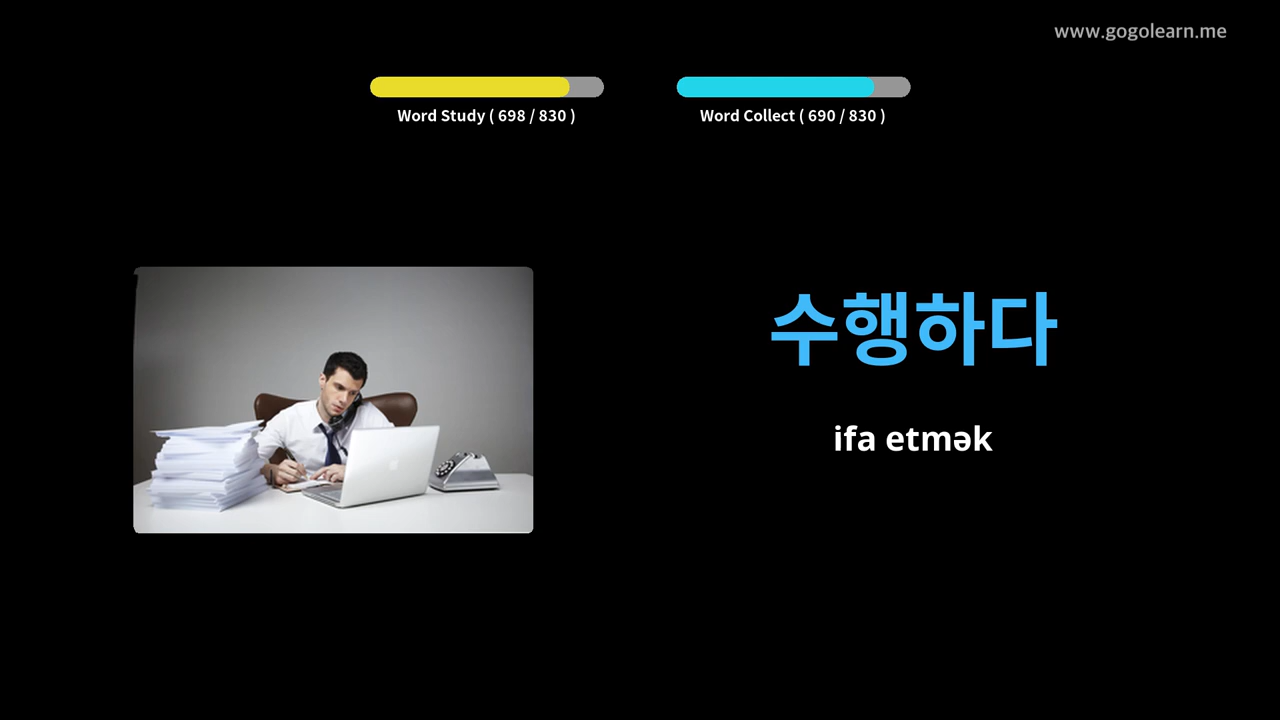 www.gogolearn.me
Word Study ( 698 / 830 )
Word Collect ( 690 / 830 )
수행하다
ifa etmək